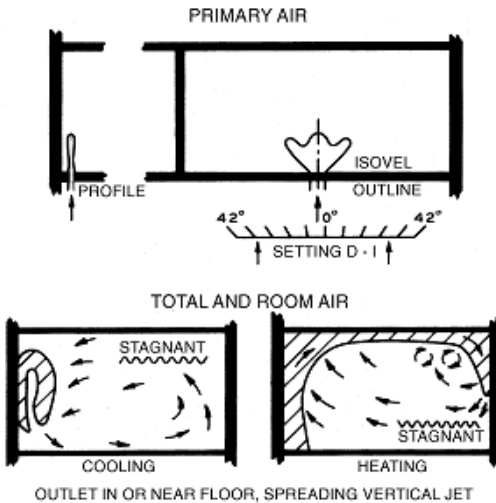 PRIMARY AIR
ISOVEL
PROFILE
OUTLINE
42° 0° 42°
SETTING D - I
TOTAL AND ROOM AIR
STAGNANT
STAGNANT
COOLING
HEATING
OUTLET IN OR NEAR FLOOR, SPREADING VERTICAL JET